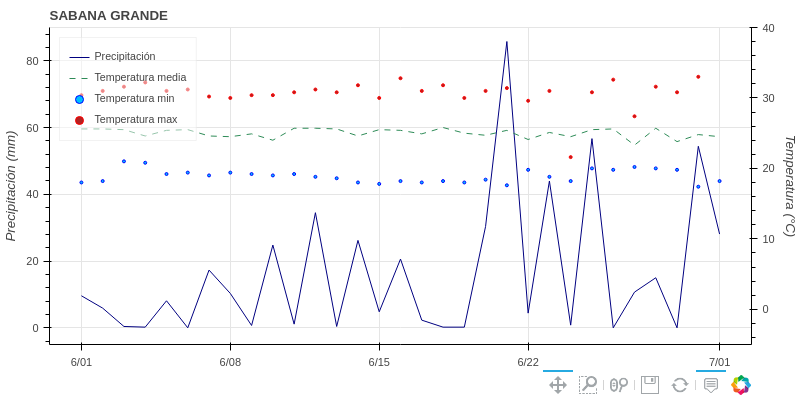 SABANA GRANDE
Precipitación
Temperatura media
Temperatura min
Temperatura max
Precipitación (mm)
80
60
40
20
0
Temperatura (°C)
40
30
20
10
0
6/01
6/08
6/15
6/22
7/01